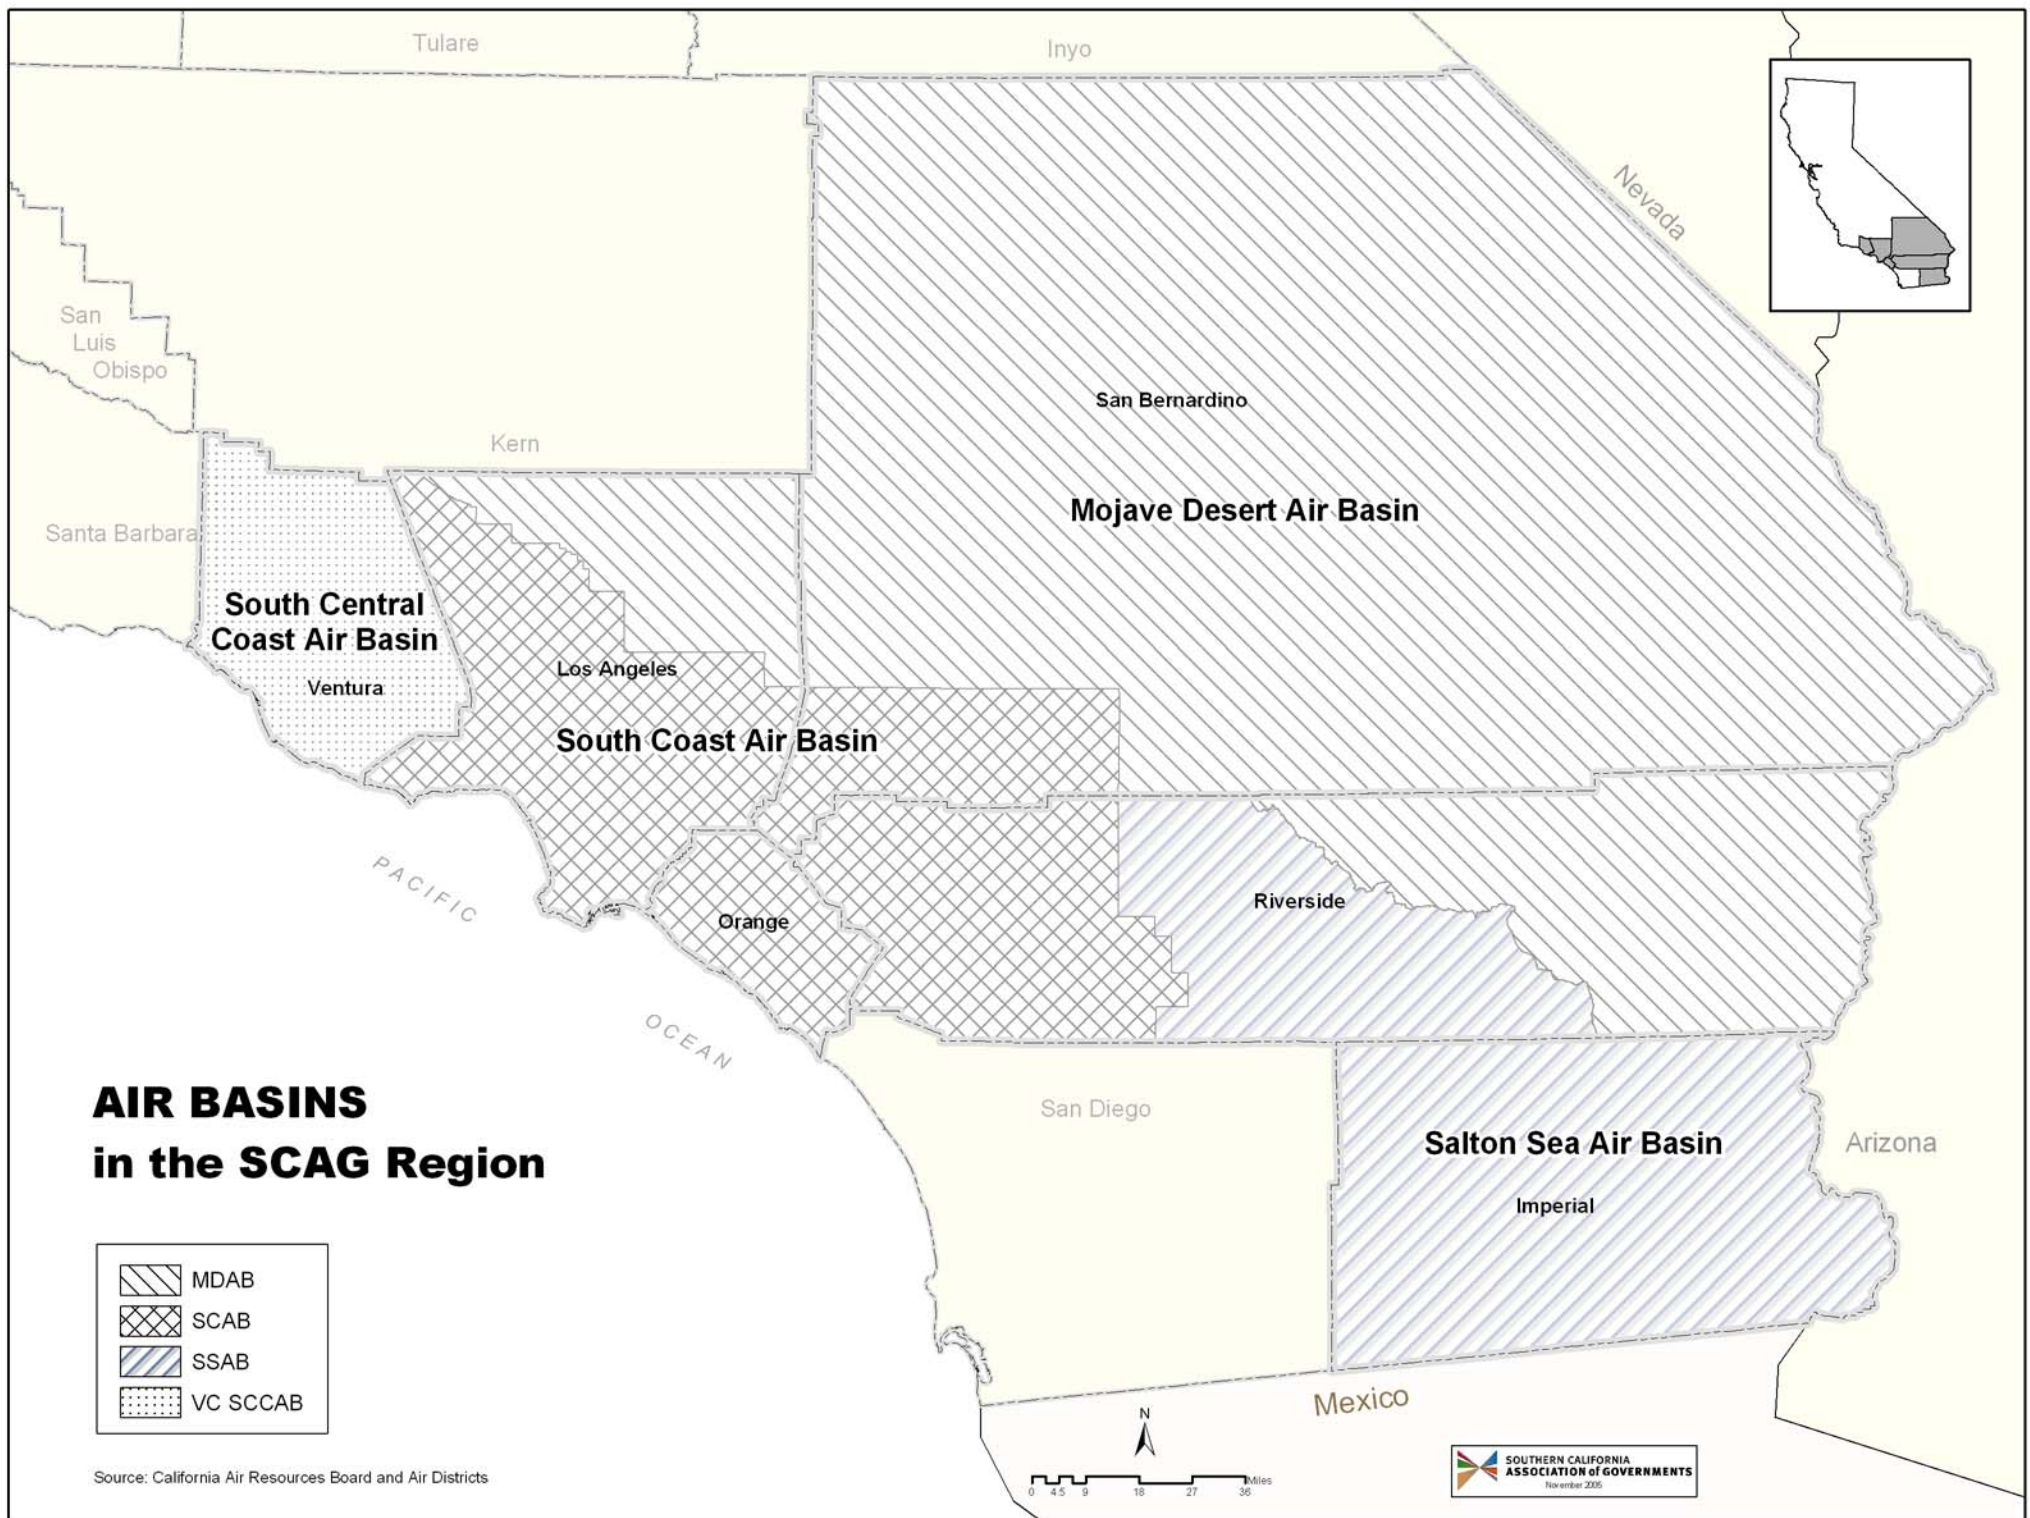 Tulare
Inyo
Nevada
San
Luis
Obispo
San Bernardino
Kern
Mojave Desert Air Basin
Santa Barbara
South Central
Coast Air Basin
Los Angeles
Ventura
South Coast Air Basin
PACIFIC
Riverside
Orange
OCEAN
AIR BASINS
in the SCAG Region
San Diego
Salton Sea Air Basin
Arizona
Imperial
MDAB
SCAB
SSAB
VC SCCAB
Mexico
N
Miles
0 4.5 9 18 27 36
SOUTHERN CALIFORNIA
ASSOCIATION of GOVERNMENTS
November 2005
Source: California Air Resources Board and Air Districts